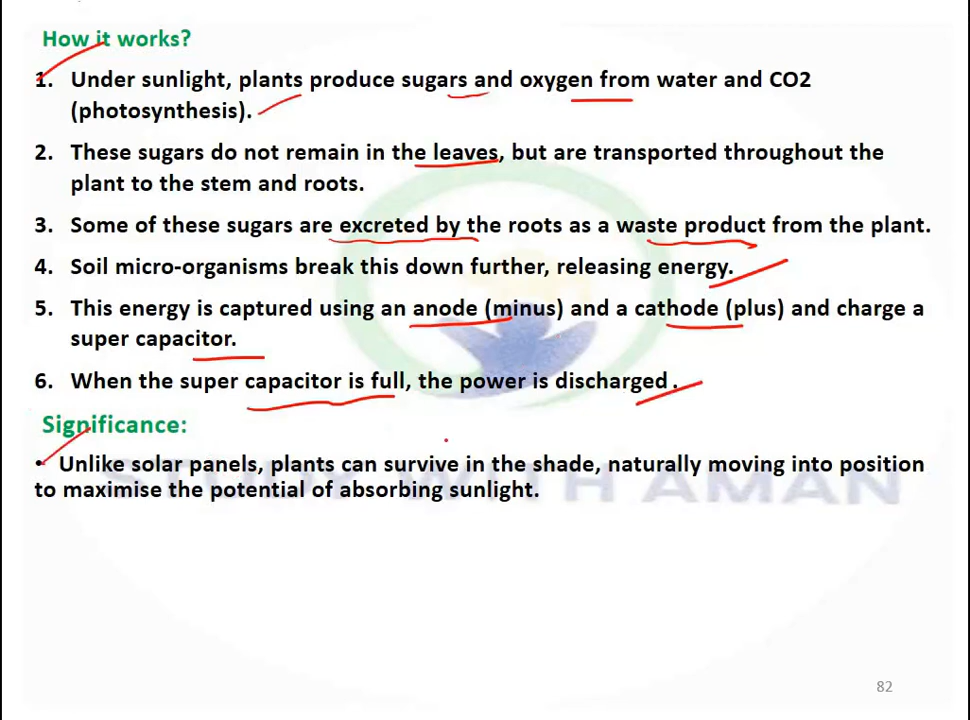 How it works?
1. Under sunlight, plants produce sugars and oxygen from water and CO2
(photosynthesis).
2. These sugars do not remain in the leaves, but are transported throughout the
plant to the stem and roots.
3. Some of these sugars are excreted by the roots as a waste product from the plant.
4. Soil micro-organisms break this down further, releasing energy.
5. This energy is captured using an anode (minus) and a cathode (plus) and charge a
super capacitor.
6. When the super capacitor is full, the power is discharged .
Significance:
• Unlike solar panels, plants can survive in the shade, naturally moving into position
to maximise the potential of absorbing sunlight.
STUDY WITH AMAN
82